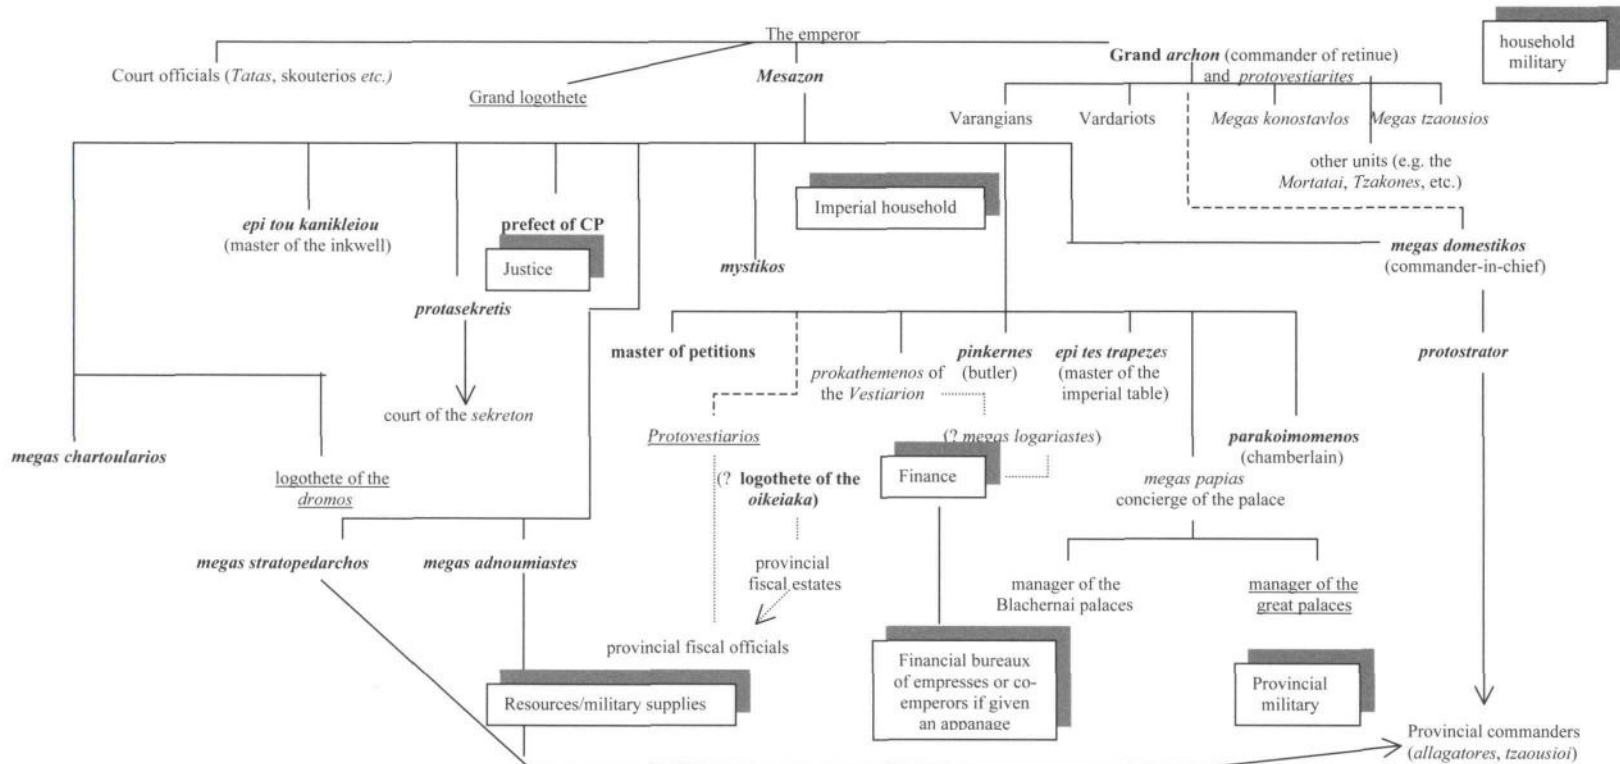 The emperor
household
military
Court officials (Tatas, skouterios etc.)
Grand logothete
Mesazon
Grand archon (commander of retinue)
and protovestiarites
Varangians
Vardariots
Megas konostavlos
Megas tzaousios
other units (e.g. the
Mortatai, Tzakones, etc.)
Imperial household
epi tou kanikleiou
(master of the inkwell)
prefect of CP
Justice
mystikos
megas domestikos
(commander-in-chief)
protasekretis
master of petitions
prokathemenos of
the Vestiarion
pinkernes
(butler)
epi tes trapezes
(master of the
imperial table)
protostrator
court of the sekreton
Protovestiarios
(? megas logariastes)
parakoimomenos
(chamberlain)
megas chartoularios
logothete of the
dromos
(? logothete of the
oikeiaka)
Finance
megas papias
concierge of the palace
megas stratopedarchos
megas adnoumiastes
provincial
fiscal estates
manager of the
Blachernai palaces
manager of the
great palaces
provincial fiscal officials
Resources/military supplies
Financial bureaux
of empresses or co-
emperors if given
an appanage
Provincial
military
Provincial commanders
(allagatores, tzaousioi)